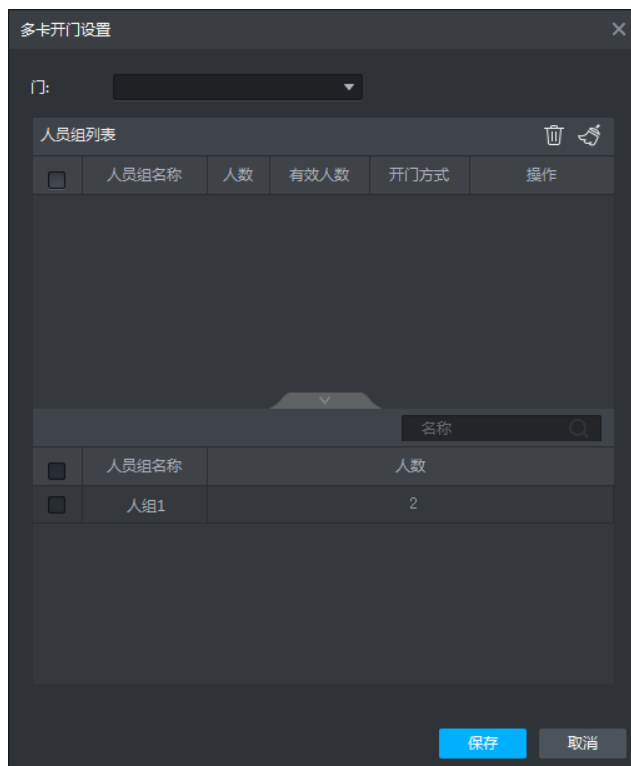 多卡开门设置
门:
人员组列表
人员组名称 人数 有效人数 开门方式 操作
名称
人员组名称 人数
人组1 2
保存 取消